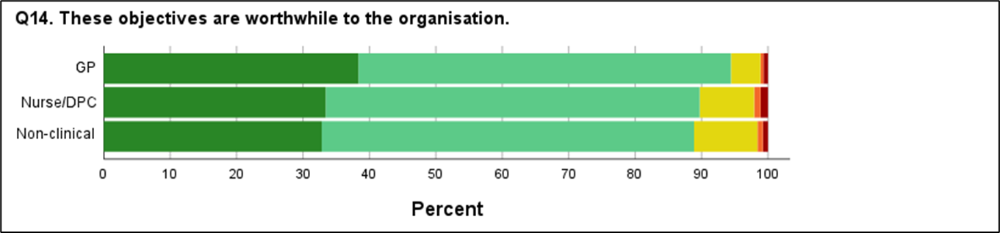 Q14. These objectives are worthwhile to the organisation.
GP
Nurse/DPC
Non-clinical
0 10 20 30 40 50 60 70 80 90 100
Percent